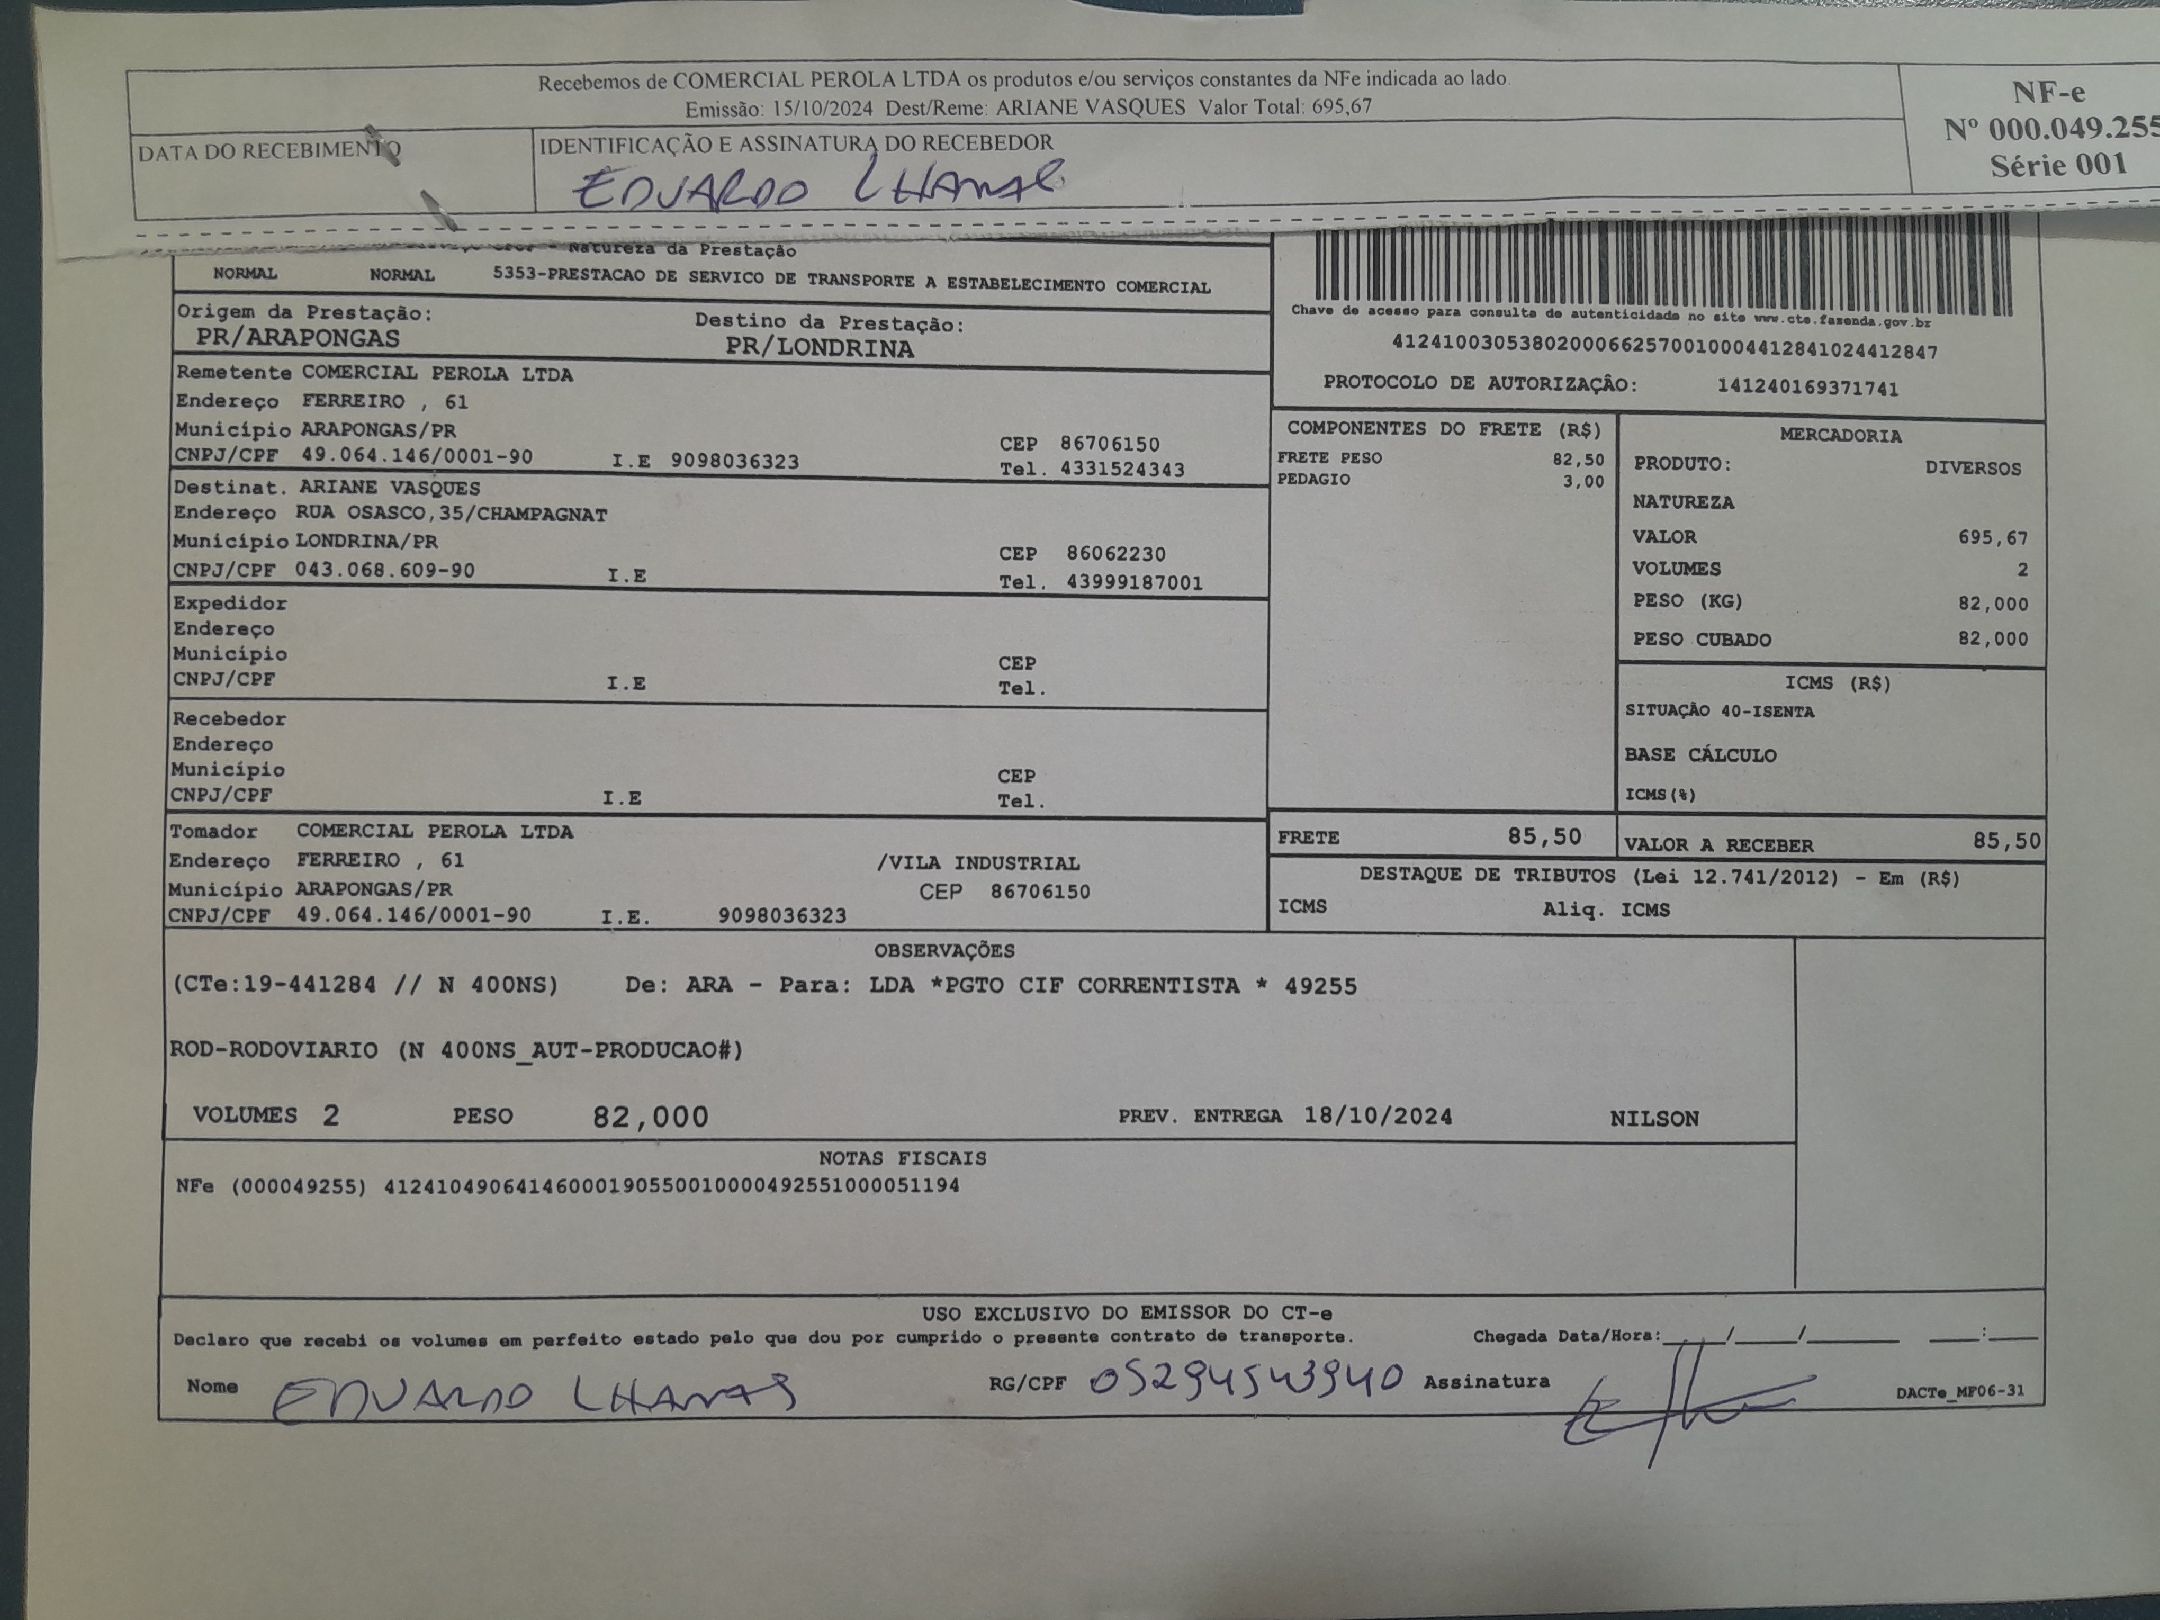 Recebemos de COMERCIAL PEROLA LTDA os produtos e/ou serviços constantes da NFe indicada ao lado.
Emissão: 15/10/2024 Dest/Reme: ARIANE VASQUES Valor Total: 695,67
NF-e
Nº 000.049.255
Série 001
DATA DO RECEBIMENTO
IDENTIFICAÇÃO E ASSINATURA DO RECEBEDOR
EDUARDO
Natureza da Prestação
NORMAL NORMAL 5353-PRESTACAO DE SERVICO DE TRANSPORTE A ESTABELECIMENTO COMERCIAL
Chave de acesso para consulta de autenticidade no site www.cte.fazenda.gov.br
41241003053802000662570010004412841024412847
PROTOCOLO DE AUTORIZAÇÃO: 141240169371741
Origem da Prestação: Destino da Prestação:
PR/ARAPONGAS PR/LONDRINA
Remetente COMERCIAL PEROLA LTDA
Endereço FERREIRO , 61
Município ARAPONGAS/PR CEP 86706150
CNPJ/CPF 49.064.146/0001-90 I.E 9098036323 Tel. 4331524343
Destinat. ARIANE VASQUES
Endereço RUA OSASCO,35/CHAMPAGNAT
Município LONDRINA/PR CEP 86062230
CNPJ/CPF 043.068.609-90 I.E Tel. 43999187001
Expedidor
Endereço
Município CEP
CNPJ/CPF I.E Tel.
Recebedor
Endereço
Município CEP
CNPJ/CPF I.E Tel.
Tomador COMERCIAL PEROLA LTDA
Endereço FERREIRO , 61 /VILA INDUSTRIAL
Município ARAPONGAS/PR CEP 86706150
CNPJ/CPF 49.064.146/0001-90 I.E. 9098036323
COMPONENTES DO FRETE (R$)
FRETE PESO 82,50
PEDAGIO 3,00
MERCADORIA
PRODUTO: DIVERSOS
NATUREZA
VALOR 695,67
VOLUMES 2
PESO (KG) 82,000
PESO CUBADO 82,000
ICMS (R$)
SITUAÇÃO 40-ISENTA
BASE CÁLCULO
ICMS(%)
FRETE 85,50 VALOR A RECEBER 85,50
DESTAQUE DE TRIBUTOS (Lei 12.741/2012) - Em (R$)
ICMS Aliq. ICMS
OBSERVAÇÕES
(CTe:19-441284 // N 400NS) De: ARA - Para: LDA *PGTO CIF CORRENTISTA * 49255
ROD-RODOVIARIO (N 400NS_AUT-PRODUCAO#)
VOLUMES 2 PESO 82,000 PREV. ENTREGA 18/10/2024 NILSON
NOTAS FISCAIS
NFe (000049255) 41241049064146000190550010000492551000051194
USO EXCLUSIVO DO EMISSOR DO CT-e
Declaro que recebi os volumes em perfeito estado pelo que dou por cumprido o presente contrato de transporte. Chegada Data/Hora:____/____/______ ___:___
Nome EDUARDO LHAMAS RG/CPF 05294543940 Assinatura
DACTe_MF06-31